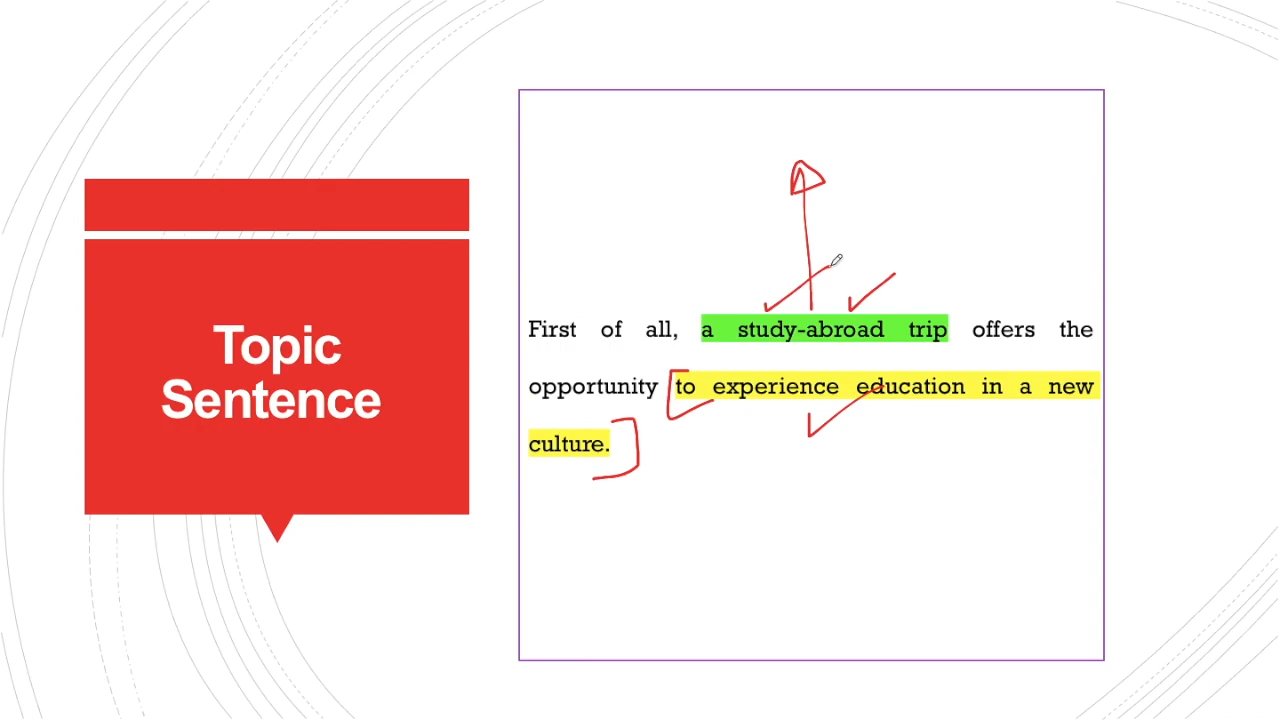 Topic
Sentence
First of all, a study-abroad trip offers the
opportunity to experience education in a new
culture.